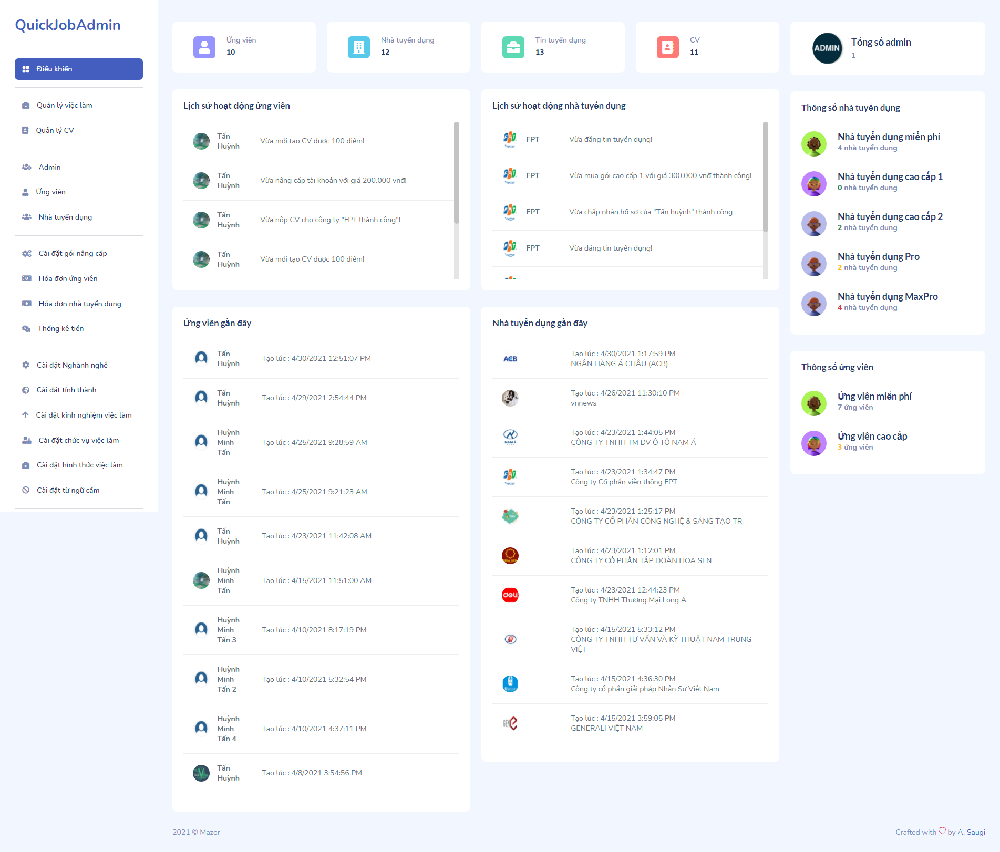 QuickJobAdmin
Điều khiển
Quản lý việc làm
Quản lý CV
Admin
Ứng viên
Nhà tuyển dụng
Cài đặt gói nâng cấp
Hóa đơn ứng viên
Hóa đơn nhà tuyển dụng
Thống kê tiền
Cài đặt Nghành nghề
Cài đặt tỉnh thành
Cài đặt kinh nghiệm việc làm
Cài đặt chức vụ việc làm
Cài đặt hình thức việc làm
Cài đặt từ ngữ cấm
Ứng viên
10
Nhà tuyển dụng
12
Tin tuyển dụng
13
CV
11
ADMIN
Tổng số admin
1
Lịch sử hoạt động ứng viên
Tấn
Huỳnh
Vừa mới tạo CV được 100 điểm!
Tấn
Huỳnh
Vừa nâng cấp tài khoản với giá 200.000 vnđ!
Tấn
Huỳnh
Vừa nộp CV cho công ty "FPT thành công"!
Tấn
Huỳnh
Vừa mới tạo CV được 100 điểm!
Lịch sử hoạt động nhà tuyển dụng
FPT
Telecom
FPT
Vừa đăng tin tuyển dụng!
FPT
Telecom
FPT
Vừa mua gói cao cấp 1 với giá 300.000 vnđ thành công!
FPT
Telecom
FPT
Vừa chấp nhận hồ sơ của "Tấn huỳnh" thành công
FPT
Telecom
FPT
Vừa đăng tin tuyển dụng!
Thông số nhà tuyển dụng
Nhà tuyển dụng miễn phí
4 nhà tuyển dụng
Nhà tuyển dụng cao cấp 1
0 nhà tuyển dụng
Nhà tuyển dụng cao cấp 2
2 nhà tuyển dụng
Nhà tuyển dụng Pro
2 nhà tuyển dụng
Nhà tuyển dụng MaxPro
4 nhà tuyển dụng
Ứng viên gần đây
Tấn
Huỳnh
Tạo lúc : 4/30/2021 12:51:07 PM
Tấn
Huỳnh
Tạo lúc : 4/29/2021 2:54:44 PM
Huỳnh
Minh
Tấn
Tạo lúc : 4/25/2021 9:28:59 AM
Huỳnh
Minh
Tấn
Tạo lúc : 4/25/2021 9:21:23 AM
Tấn
Huỳnh
Tạo lúc : 4/23/2021 11:42:08 AM
Huỳnh
Minh
Tấn
Tạo lúc : 4/15/2021 11:51:00 AM
Huỳnh
Minh
Tấn 3
Tạo lúc : 4/10/2021 8:17:19 PM
Huỳnh
Minh
Tấn 2
Tạo lúc : 4/10/2021 5:32:54 PM
Huỳnh
Minh
Tấn 4
Tạo lúc : 4/10/2021 4:37:11 PM
Tấn
Huỳnh
Tạo lúc : 4/8/2021 3:54:56 PM
Nhà tuyển dụng gần đây
ACB
Tạo lúc : 4/30/2021 1:17:59 PM
NGÂN HÀNG Á CHÂU (ACB)
Tạo lúc : 4/26/2021 11:30:10 PM
vnnews
NAM Á
Tạo lúc : 4/23/2021 1:44:05 PM
CÔNG TY TNHH TM DV Ô TÔ NAM Á
FPT
Telecom
Tạo lúc : 4/23/2021 1:34:47 PM
Công ty Cổ phần viễn thông FPT
Tạo lúc : 4/23/2021 1:25:17 PM
CÔNG TY CỔ PHẦN CÔNG NGHỆ & SÁNG TẠO TR
HOA SEN
Tạo lúc : 4/23/2021 1:12:01 PM
CÔNG TY CỔ PHẦN TẬP ĐOÀN HOA SEN
deli
Tạo lúc : 4/23/2021 12:44:23 PM
Công ty TNHH Thương Mại Long Á
Tạo lúc : 4/15/2021 5:33:12 PM
CÔNG TY TNHH TƯ VẤN VÀ KỸ THUẬT NAM TRUNG
VIỆT
Tạo lúc : 4/15/2021 4:36:30 PM
Công ty cổ phần giải pháp Nhân Sự Việt Nam
GEN
Tạo lúc : 4/15/2021 3:59:05 PM
GENERALI VIỆT NAM
Thông số ứng viên
Ứng viên miễn phí
7 ứng viên
Ứng viên cao cấp
3 ứng viên
2021 © Mazer
Crafted with ♡ by A. Saugi